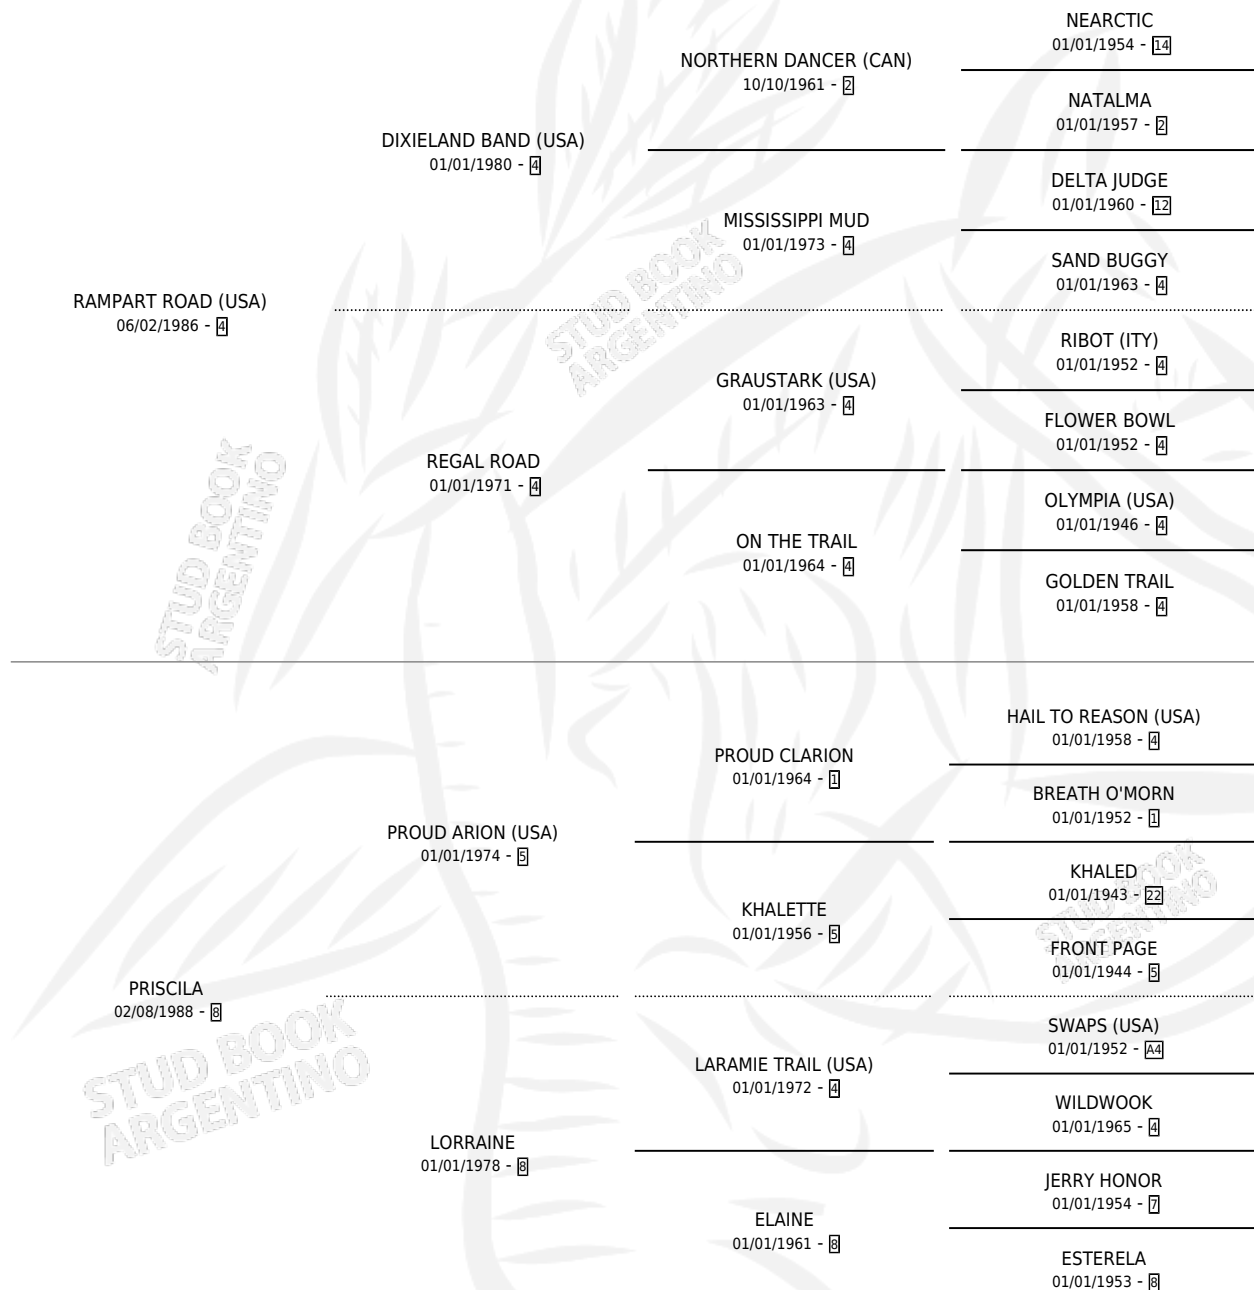 NEARCTIC
01/01/1954 - 14
NORTHERN DANCER (CAN)
10/10/1961 - 2
NATALMA
01/01/1957 - 2
DIXIELAND BAND (USA)
01/01/1980 - 4
DELTA JUDGE
01/01/1960 - 12
MISSISSIPPI MUD
01/01/1973 - 4
SAND BUGGY
01/01/1963 - 4
RAMPART ROAD (USA)
06/02/1986 - 4
STUD BOOK
ARGENTINO
RIBOT (ITY)
01/01/1952 - 4
GRAUSTARK (USA)
01/01/1963 - 4
FLOWER BOWL
01/01/1952 - 4
REGAL ROAD
01/01/1971 - 4
OLYMPIA (USA)
01/01/1946 - 4
ON THE TRAIL
01/01/1964 - 4
GOLDEN TRAIL
01/01/1958 - 4
STUD BOOK
ARGENTINO
HAIL TO REASON (USA)
01/01/1958 - 4
PROUD CLARION
01/01/1964 - 1
BREATH O'MORN
01/01/1952 - 1
PROUD ARION (USA)
01/01/1974 - 5
KHALED
01/01/1943 - 22
KHALETTE
01/01/1956 - 5
STUD BOOK
ARGENTINO
FRONT PAGE
01/01/1944 - 5
PRISCILA
02/08/1988 - 8
SWAPS (USA)
01/01/1952 - A4
LARAMIE TRAIL (USA)
01/01/1972 - 4
WILDWOOK
01/01/1965 - 4
STUD BOOK
ARGENTINO
LORRAINE
01/01/1978 - 8
JERRY HONOR
01/01/1954 - 7
ELAINE
01/01/1961 - 8
ESTERELA
01/01/1953 - 8